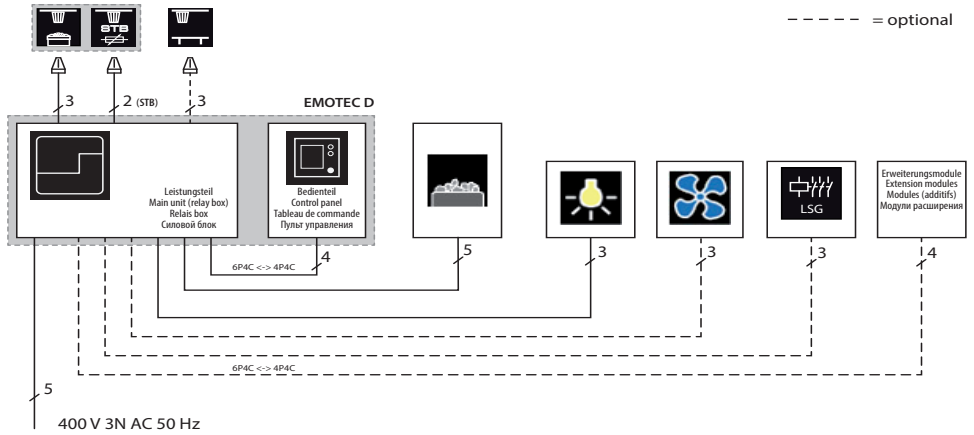 = optional
STB
3
2 (STB)
3
EMOTEC D
Leistungsteil
Main unit (relay box)
Relais box
Силовой блок
Bedienteil
Control panel
Tableau de commande
Пульт управления
LSG
Erweiterungsmodule
Extension modules
Modules (additifs)
Модули расширения
6P4C <-> 4P4C
4
5
3
3
3
4
6P4C <-> 4P4C
5
400 V 3N AC 50 Hz